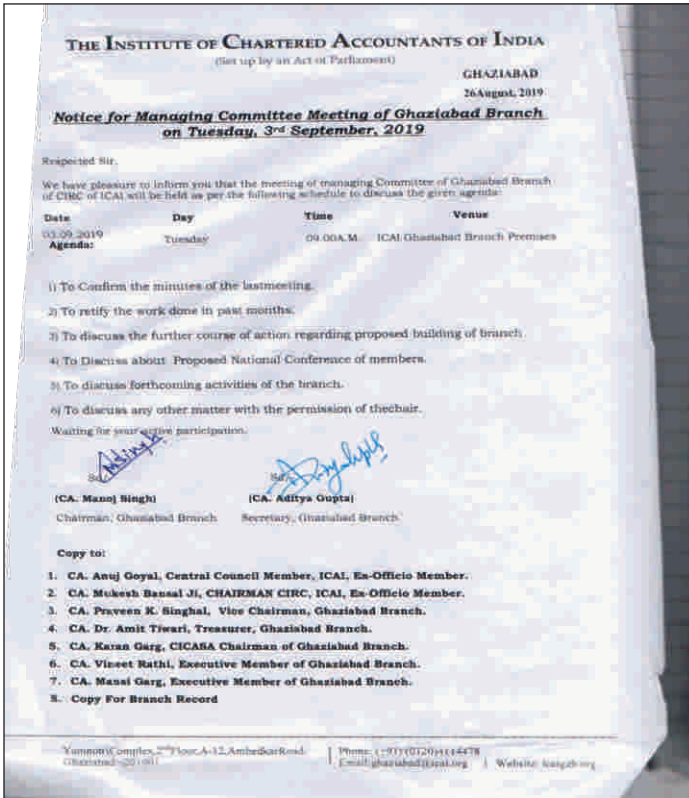 THE INSTITUTE OF CHARTERED ACCOUNTANTS OF INDIA
(Set up by an Act of Parliament)
GHAZIABAD
26August, 2019
Notice for Managing Committee Meeting of Ghaziabad Branch
on Tuesday, 3rd September, 2019
Respected Sir,
We have pleasure to inform you that the meeting of managing Committee of Ghaziabad Branch
of CIRC of ICAI will be held as per the following schedule to discuss the given agenda:
Date Day Time Venue
03.09.2019 Tuesday 09.00A.M. ICAI Ghaziabad Branch Premises
Agenda:
1) To Confirm the minutes of the lastmeeting.
2) To retify the work done in past months.
3) To discuss the further course of action regarding proposed building of branch
4) To Discuss about Proposed National Conference of members.
5) To discuss forthcoming activities of the branch.
6) To discuss any other matter with the permission of thechair.
Waiting for your active participation.
Sd/-
(CA. Manoj Singh) (CA. Aditya Gupta)
Chairman, Ghaziabad Branch Secretary, Ghaziabad Branch
Copy to:
1. CA. Anuj Goyal, Central Council Member, ICAI, Ex-Officio Member.
2. CA. Mukesh Bansal Ji, CHAIRMAN CIRC, ICAI, Ex-Officio Member.
3. CA. Praveen K. Singhal, Vice Chairman, Ghaziabad Branch.
4. CA. Dr. Amit Tiwari, Treasurer, Ghaziabad Branch.
5. CA. Karan Garg, CICASA Chairman of Ghaziabad Branch.
6. CA. Vineet Rathi, Executive Member of Ghaziabad Branch.
7. CA. Mansi Garg, Executive Member of Ghaziabad Branch.
8. Copy For Branch Record
Complex, 2nd Floor, A-12, Ambedkar Road
Ghaziabad
Phone:
Email: ghaziabad@icai.org | Website: